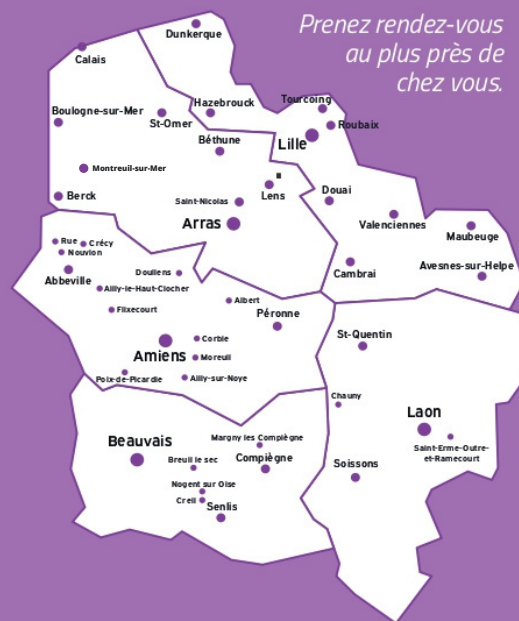 Prenez rendez-vous
au plus près de
chez vous.
Dunkerque
Calais
Hazebrouck
Tourcoing
Boulogne-sur-Mer
St-Omer
Roubaix
Béthune
Lille
Montreuil-sur-Mer
Lens
Douai
Berck
Saint-Nicolas
Arras
Valenciennes
Maubeuge
Rue
Crécy
Nouvion
Abbeville
Doullens
Cambrai
Avesnes-sur-Helpe
Ailly-le-Haut-Clocher
Flixecourt
Albert
Péronne
Corbie
Amiens
Moreuil
St-Quentin
Poix-de-Picardie
Ailly-sur-Noye
Chauny
Laon
Beauvais
Margny les Compiègne
Saint-Erme-Outre-
et-Ramecourt
Breuil le sec
Compiègne
Soissons
Nogent sur Oise
Creil
Senlis